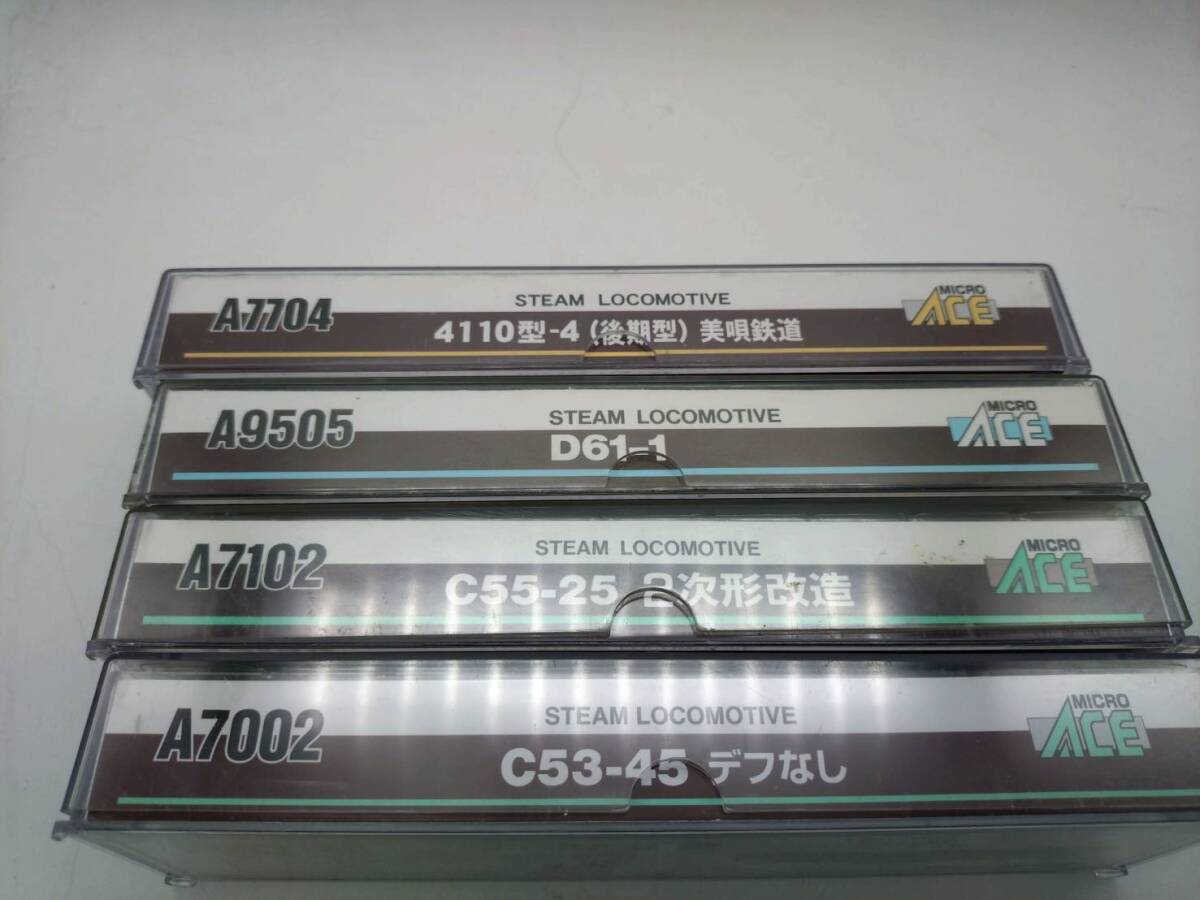 STEAM LOCOMOTIVE
A7704
4110型-4 (後期型) 美唄鉄道
MICRO
ACE
STEAM LOCOMOTIVE
A9505
D61-1
MICRO
ACE
STEAM LOCOMOTIVE
A7102
C55-25 2次形改造
MICRO
ACE
STEAM LOCOMOTIVE
A7002
C53-45 デフなし
MICRO
ACE